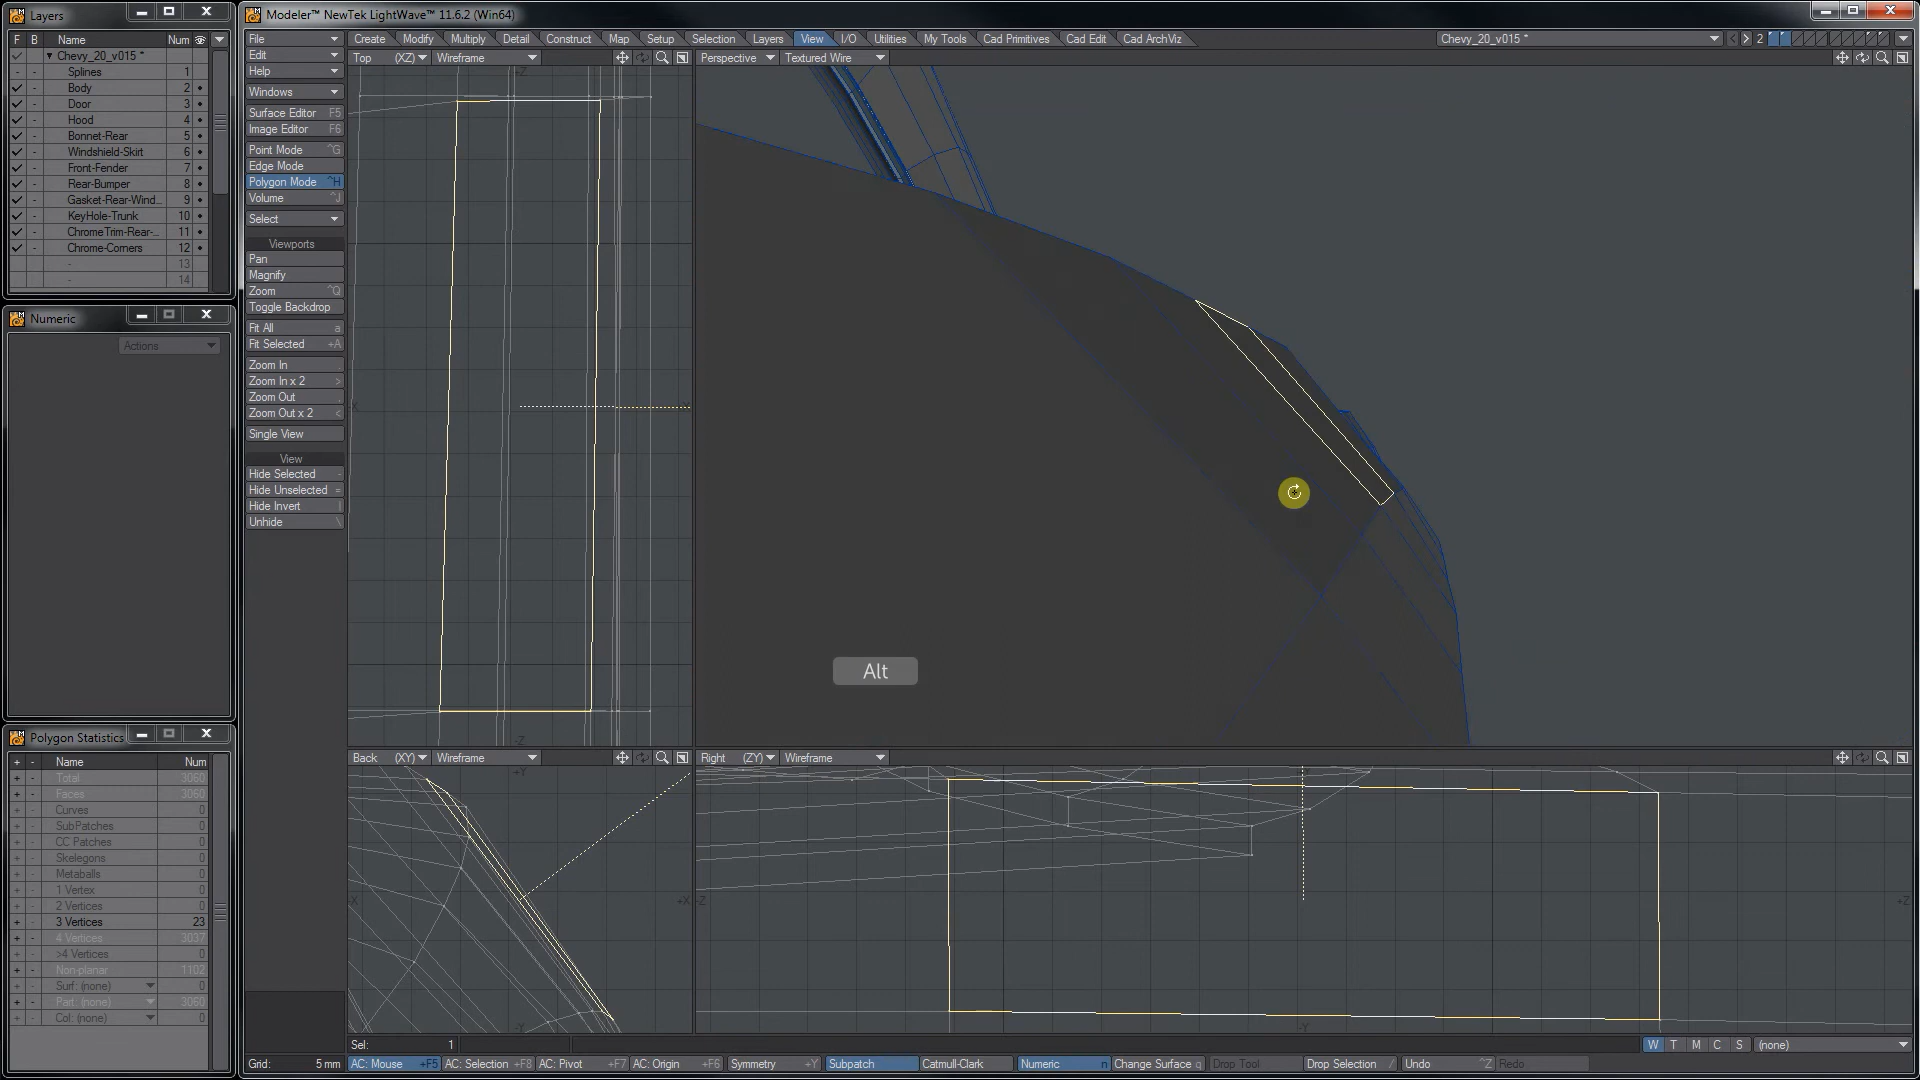 Layers
F B Name Num
Chevy_20_v015 *
Splines 1
Body 2
Door 3
Hood 4
Bonnet-Rear 5
Windshield-Skirt 6
Front-Fender 7
Rear-Bumper 8
Gasket-Rear-Wind... 9
KeyHole-Trunk 10
ChromeTrim-Rear-... 11
Chrome-Corners 12
- 13
- 14
Numeric
Actions
Polygon Statistics
+ - Name Num
+ - Total 3060
+ - Faces 3060
+ - Curves 0
+ - SubPatches 0
+ - CC Patches 0
+ - Skelegons 0
+ - Metaballs 0
+ - 1 Vertex 0
+ - 2 Vertices 0
+ - 3 Vertices 23
+ - 4 Vertices 3037
+ - >4 Vertices 0
+ - Non-planar 1102
+ - Surf: (none) 0
+ - Part: (none) 3060
+ - Col: (none) 0
Modeler™ NewTek LightWave™ 11.6.2 (Win64)
File
Edit
Help
Windows
Surface Editor F5
Image Editor F6
Point Mode ^G
Edge Mode
Polygon Mode ^H
Volume ^J
Select
Viewports
Pan
Magnify
Zoom ^Q
Toggle Backdrop
Fit All a
Fit Selected +A
Zoom In .
Zoom In x 2 >
Zoom Out ,
Zoom Out x 2 <
Single View
View
Hide Selected -
Hide Unselected =
Hide Invert |
Unhide \
Create Modify Multiply Detail Construct Map Setup Selection Layers View I/O Utilities My Tools Cad Primitives Cad Edit Cad ArchViz
Chevy_20_v015 *
2
Top (XZ) Wireframe
Perspective Textured Wire
Alt
Back (XY) Wireframe
Right (ZY) Wireframe
Sel: 1
W T M C S (none)
Grid: 5 mm
AC: Mouse +F5 AC: Selection +F8 AC: Pivot +F7 AC: Origin +F6 Symmetry +Y Subpatch Catmull-Clark Numeric n Change Surface q Drop Tool Drop Selection / Undo ^Z Redo